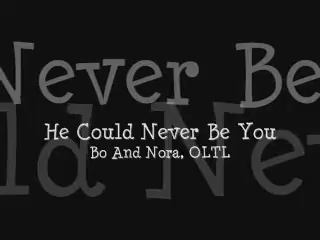 Never Be
He Could Never Be You
Bo And Nora, OLTL
ld Ne